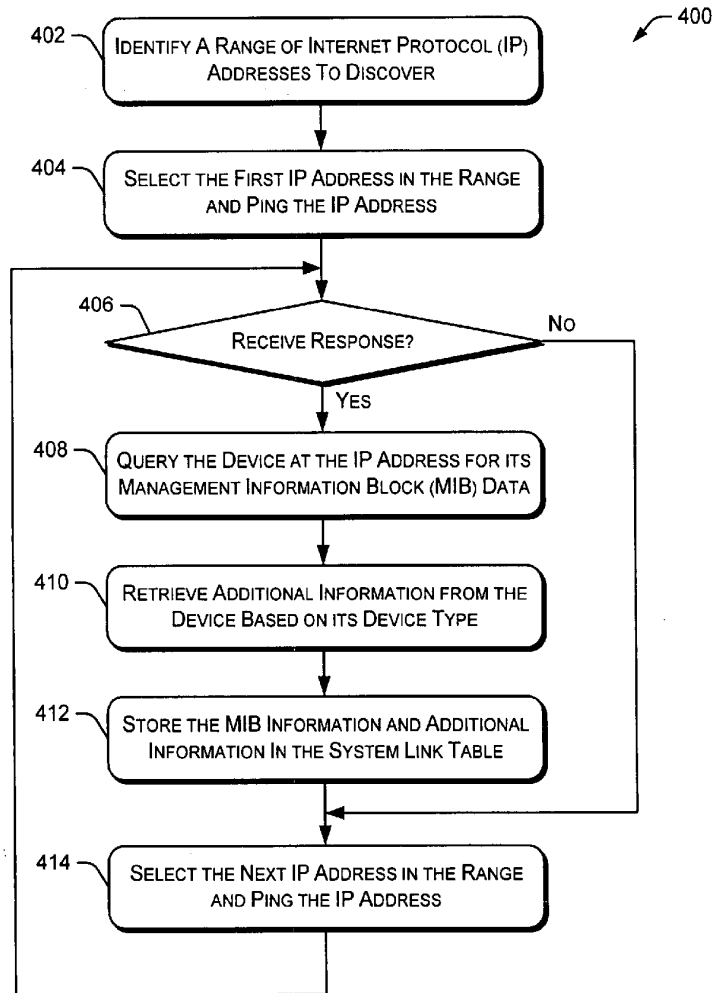 400
402
IDENTIFY A RANGE OF INTERNET PROTOCOL (IP)
ADDRESSES TO DISCOVER
404
SELECT THE FIRST IP ADDRESS IN THE RANGE
AND PING THE IP ADDRESS
406
RECEIVE RESPONSE?
NO
YES
408
QUERY THE DEVICE AT THE IP ADDRESS FOR ITS
MANAGEMENT INFORMATION BLOCK (MIB) DATA
410
RETRIEVE ADDITIONAL INFORMATION FROM THE
DEVICE BASED ON ITS DEVICE TYPE
412
STORE THE MIB INFORMATION AND ADDITIONAL
INFORMATION IN THE SYSTEM LINK TABLE
414
SELECT THE NEXT IP ADDRESS IN THE RANGE
AND PING THE IP ADDRESS